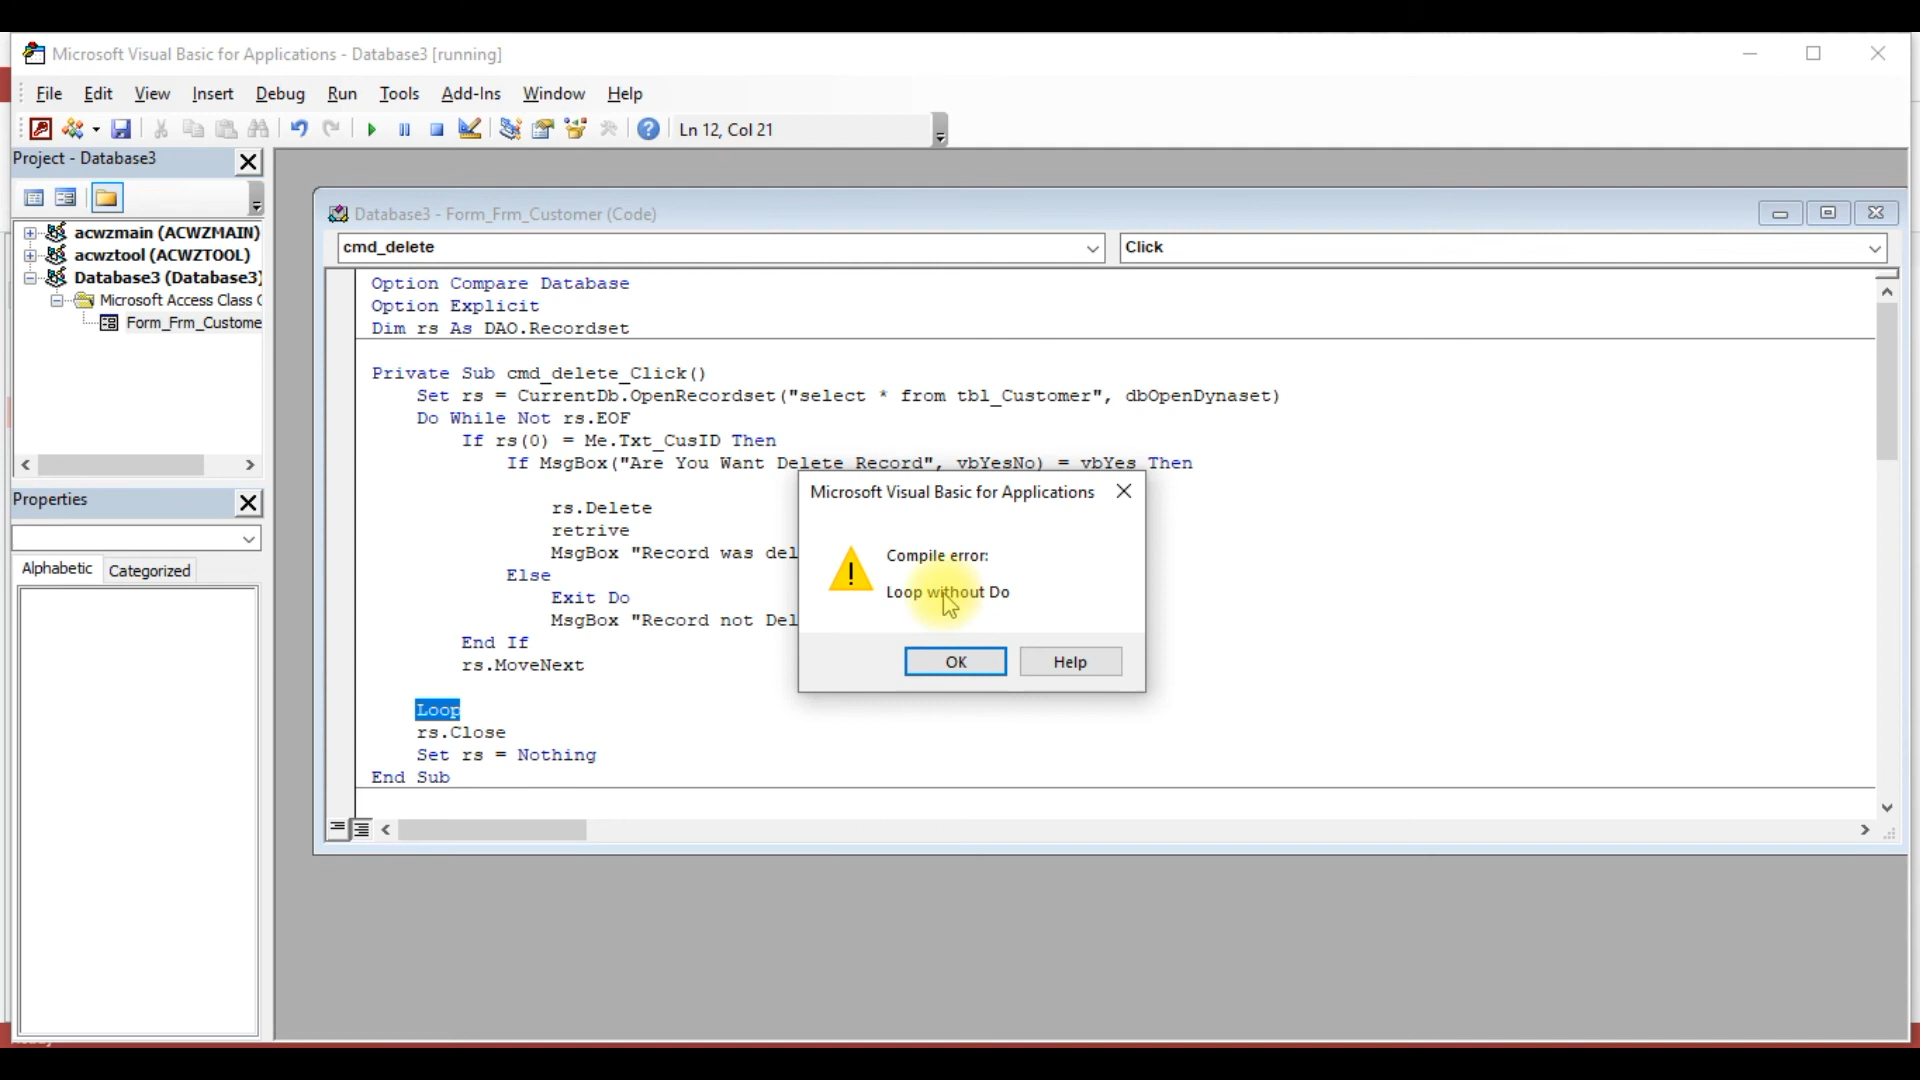 Microsoft Visual Basic for Applications - Database3 [running]
File Edit View Insert Debug Run Tools Add-Ins Window Help
Ln 12, Col 21
Project - Database3
acwzmain (ACWZMAIN)
acwztool (ACWZTOOL)
Database3 (Database3)
Microsoft Access Class
Form_Frm_Custome
Properties
Alphabetic Categorized
Database3 - Form_Frm_Customer (Code)
cmd_delete Click
Option Compare Database
Option Explicit
Dim rs As DAO.Recordset
Private Sub cmd_delete_Click()
Set rs = CurrentDb.OpenRecordset("select * from tbl_Customer", dbOpenDynaset)
Do While Not rs.EOF
If rs(0) = Me.Txt_CusID Then
If MsgBox("Are You Want Delete Record", vbYesNo) = vbYes Then
rs.Delete
retrive
MsgBox "Record was del
Else
Exit Do
MsgBox "Record not Del
End If
rs.MoveNext
Loop
rs.Close
Set rs = Nothing
End Sub
Microsoft Visual Basic for Applications
Compile error:
Loop without Do
OK Help